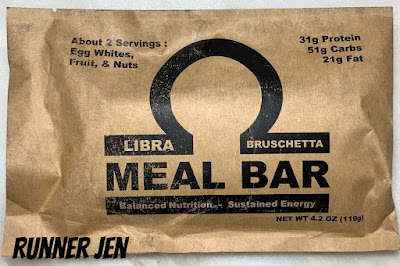 About 2 Servings :
Egg Whites,
Fruit, & Nuts
31g Protein
51g Carbs
21g Fat
LIBRA
BRUSCHETTA
MEAL BAR
Balanced Nutrition - Sustained Energy
NET WT 4.2 OZ (119g)
RUNNER JEN